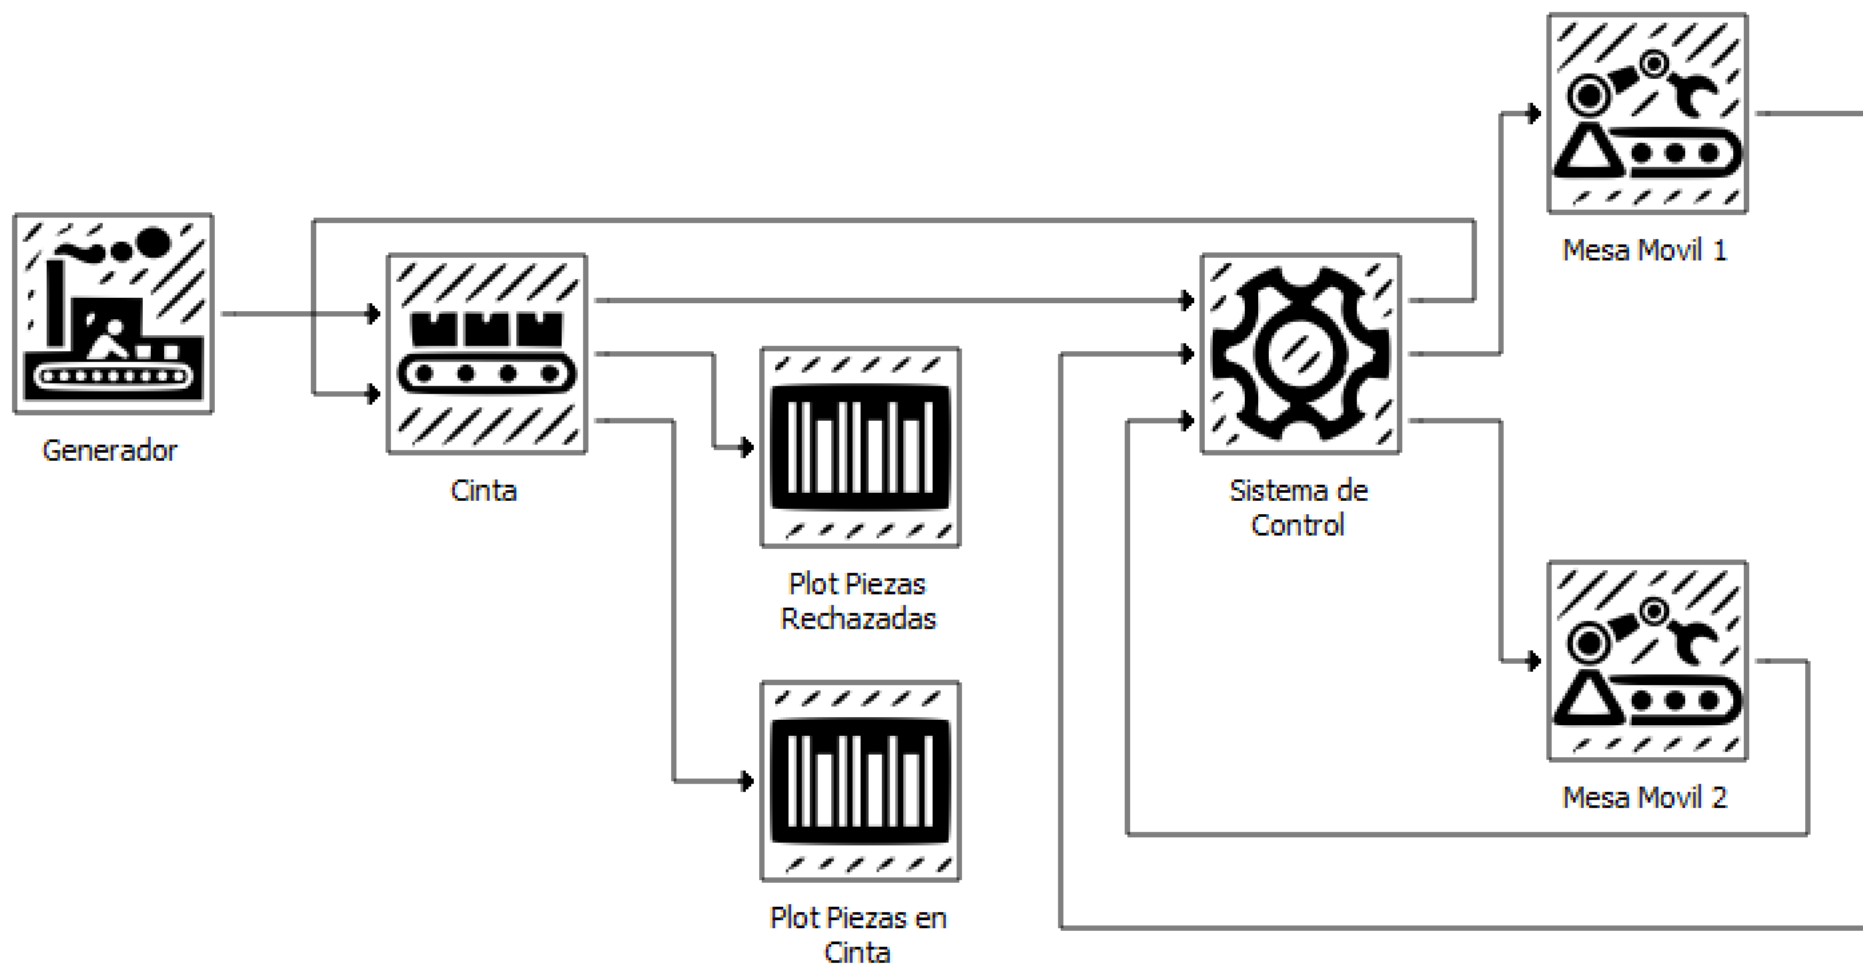 Mesa Movil 1
Generador
Cinta
Sistema de
Control
Plot Piezas
Rechazadas
Mesa Movil 2
Plot Piezas en
Cinta